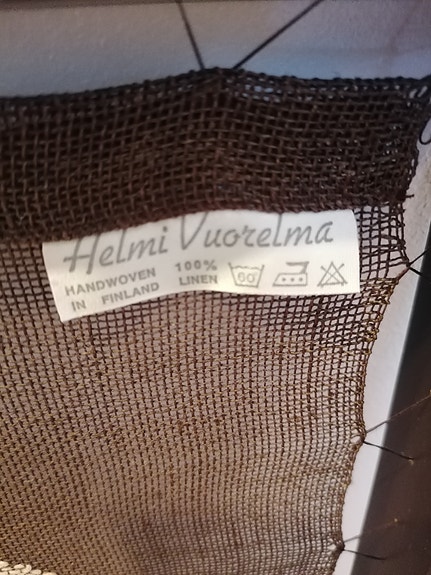 Helmi Vuorelma
HANDWOVEN 100%
IN FINLAND LINEN 60